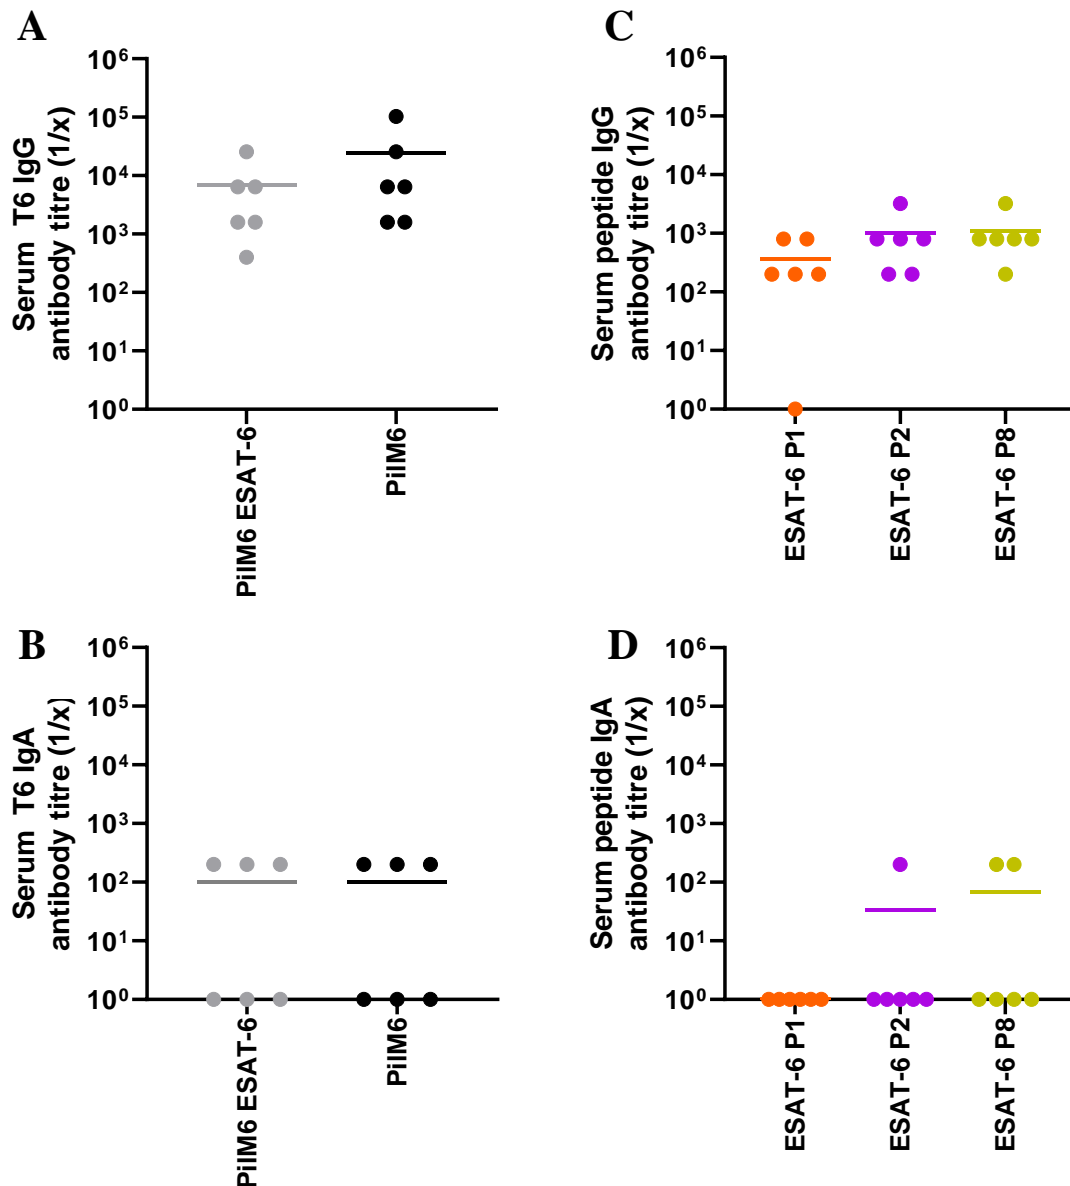 A
Serum T6 IgG
antibody titre (1/x)
10⁶
10⁵
10⁴
10³
10²
10¹
10⁰
PilM6 ESAT-6
PilM6
C
Serum peptide IgG
antibody titre (1/x)
10⁶
10⁵
10⁴
10³
10²
10¹
10⁰
ESAT-6 P1
ESAT-6 P2
ESAT-6 P8
B
Serum T6 IgA
antibody titre (1/x)
10⁶
10⁵
10⁴
10³
10²
10¹
10⁰
PilM6 ESAT-6
PilM6
D
Serum peptide IgA
antibody titre (1/x)
10⁶
10⁵
10⁴
10³
10²
10¹
10⁰
ESAT-6 P1
ESAT-6 P2
ESAT-6 P8